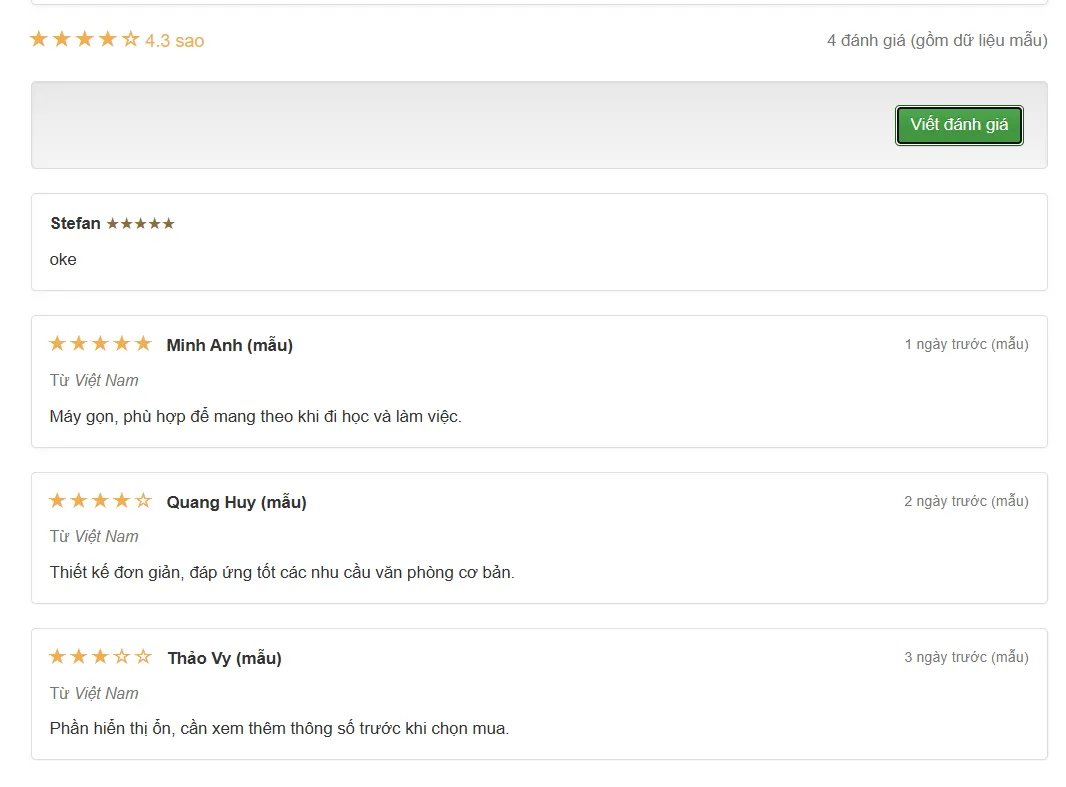 ★★★★☆ 4.3 sao 4 đánh giá (gồm dữ liệu mẫu)
Viết đánh giá
Stefan ★★★★★
oke
★★★★★ Minh Anh (mẫu) 1 ngày trước (mẫu)
Từ Việt Nam
Máy gọn, phù hợp để mang theo khi đi học và làm việc.
★★★★☆ Quang Huy (mẫu) 2 ngày trước (mẫu)
Từ Việt Nam
Thiết kế đơn giản, đáp ứng tốt các nhu cầu văn phòng cơ bản.
★★★☆☆ Thảo Vy (mẫu) 3 ngày trước (mẫu)
Từ Việt Nam
Phần hiển thị ổn, cần xem thêm thông số trước khi chọn mua.